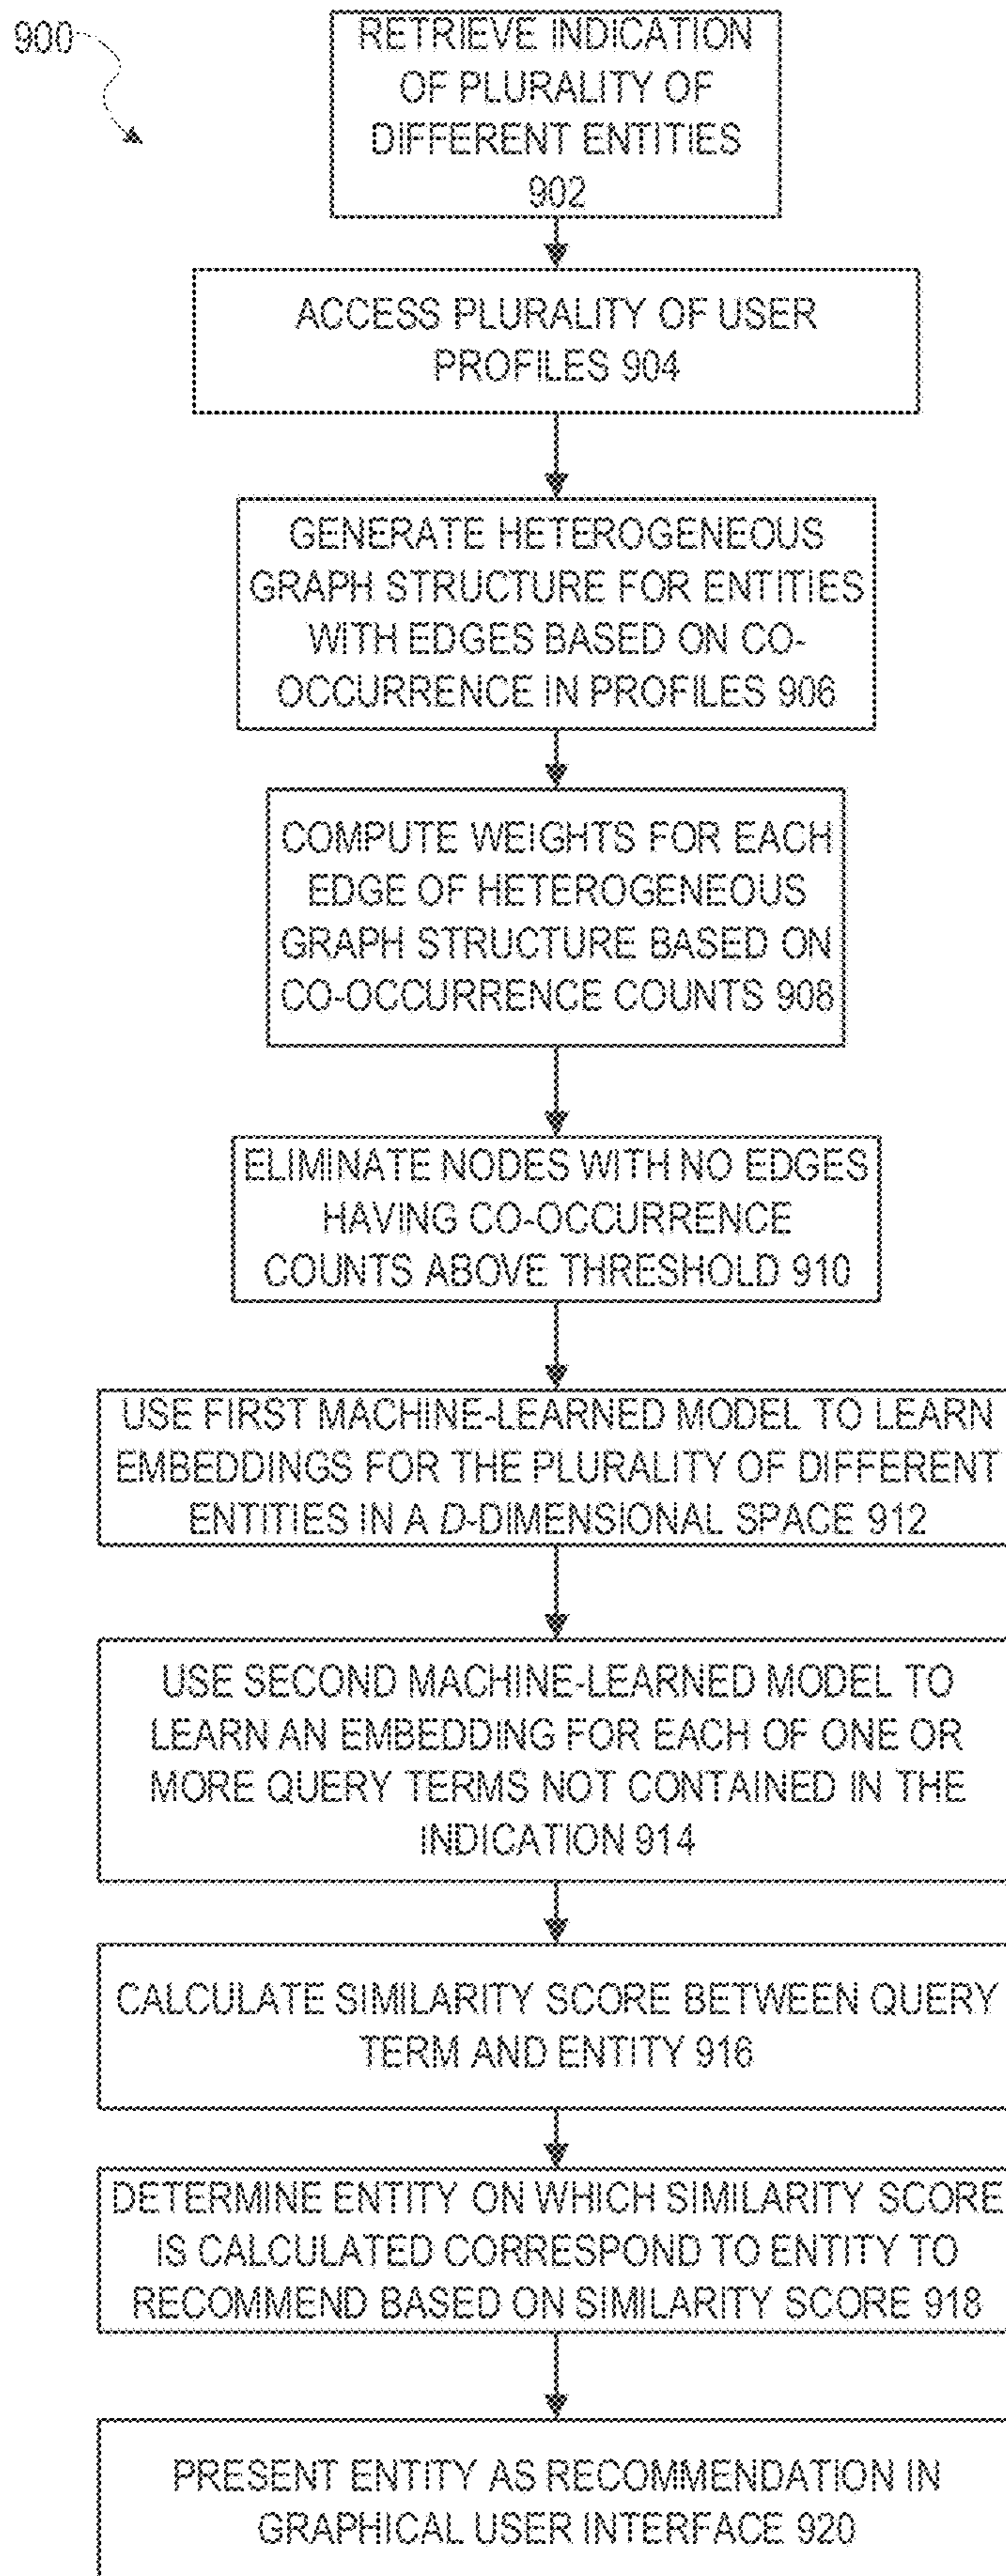 900
RETRIEVE INDICATION
OF PLURALITY OF
DIFFERENT ENTITIES
902
ACCESS PLURALITY OF USER
PROFILES 904
GENERATE HETEROGENEOUS
GRAPH STRUCTURE FOR ENTITIES
WITH EDGES BASED ON CO-
OCCURRENCE IN PROFILES 906
COMPUTE WEIGHTS FOR EACH
EDGE OF HETEROGENEOUS
GRAPH STRUCTURE BASED ON
CO-OCCURRENCE COUNTS 908
ELIMINATE NODES WITH NO EDGES
HAVING CO-OCCURRENCE
COUNTS ABOVE THRESHOLD 910
USE FIRST MACHINE-LEARNED MODEL TO LEARN
EMBEDDINGS FOR THE PLURALITY OF DIFFERENT
ENTITIES IN A D-DIMENSIONAL SPACE 912
USE SECOND MACHINE-LEARNED MODEL TO
LEARN AN EMBEDDING FOR EACH OF ONE OR
MORE QUERY TERMS NOT CONTAINED IN THE
INDICATION 914
CALCULATE SIMILARITY SCORE BETWEEN QUERY
TERM AND ENTITY 916
DETERMINE ENTITY ON WHICH SIMILARITY SCORE
IS CALCULATED CORRESPOND TO ENTITY TO
RECOMMEND BASED ON SIMILARITY SCORE 918
PRESENT ENTITY AS RECOMMENDATION IN
GRAPHICAL USER INTERFACE 920